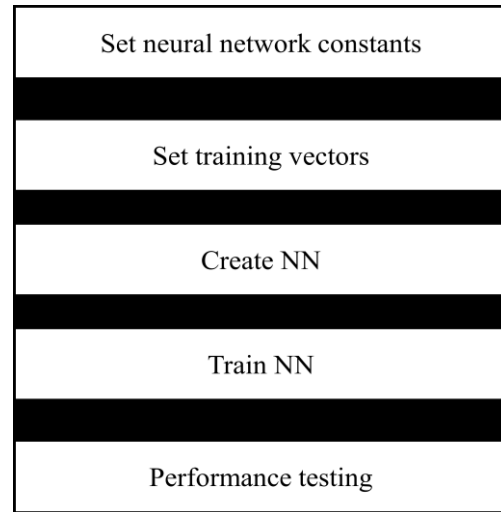 Set neural network constants
Set training vectors
Create NN
Train NN
Performance testing